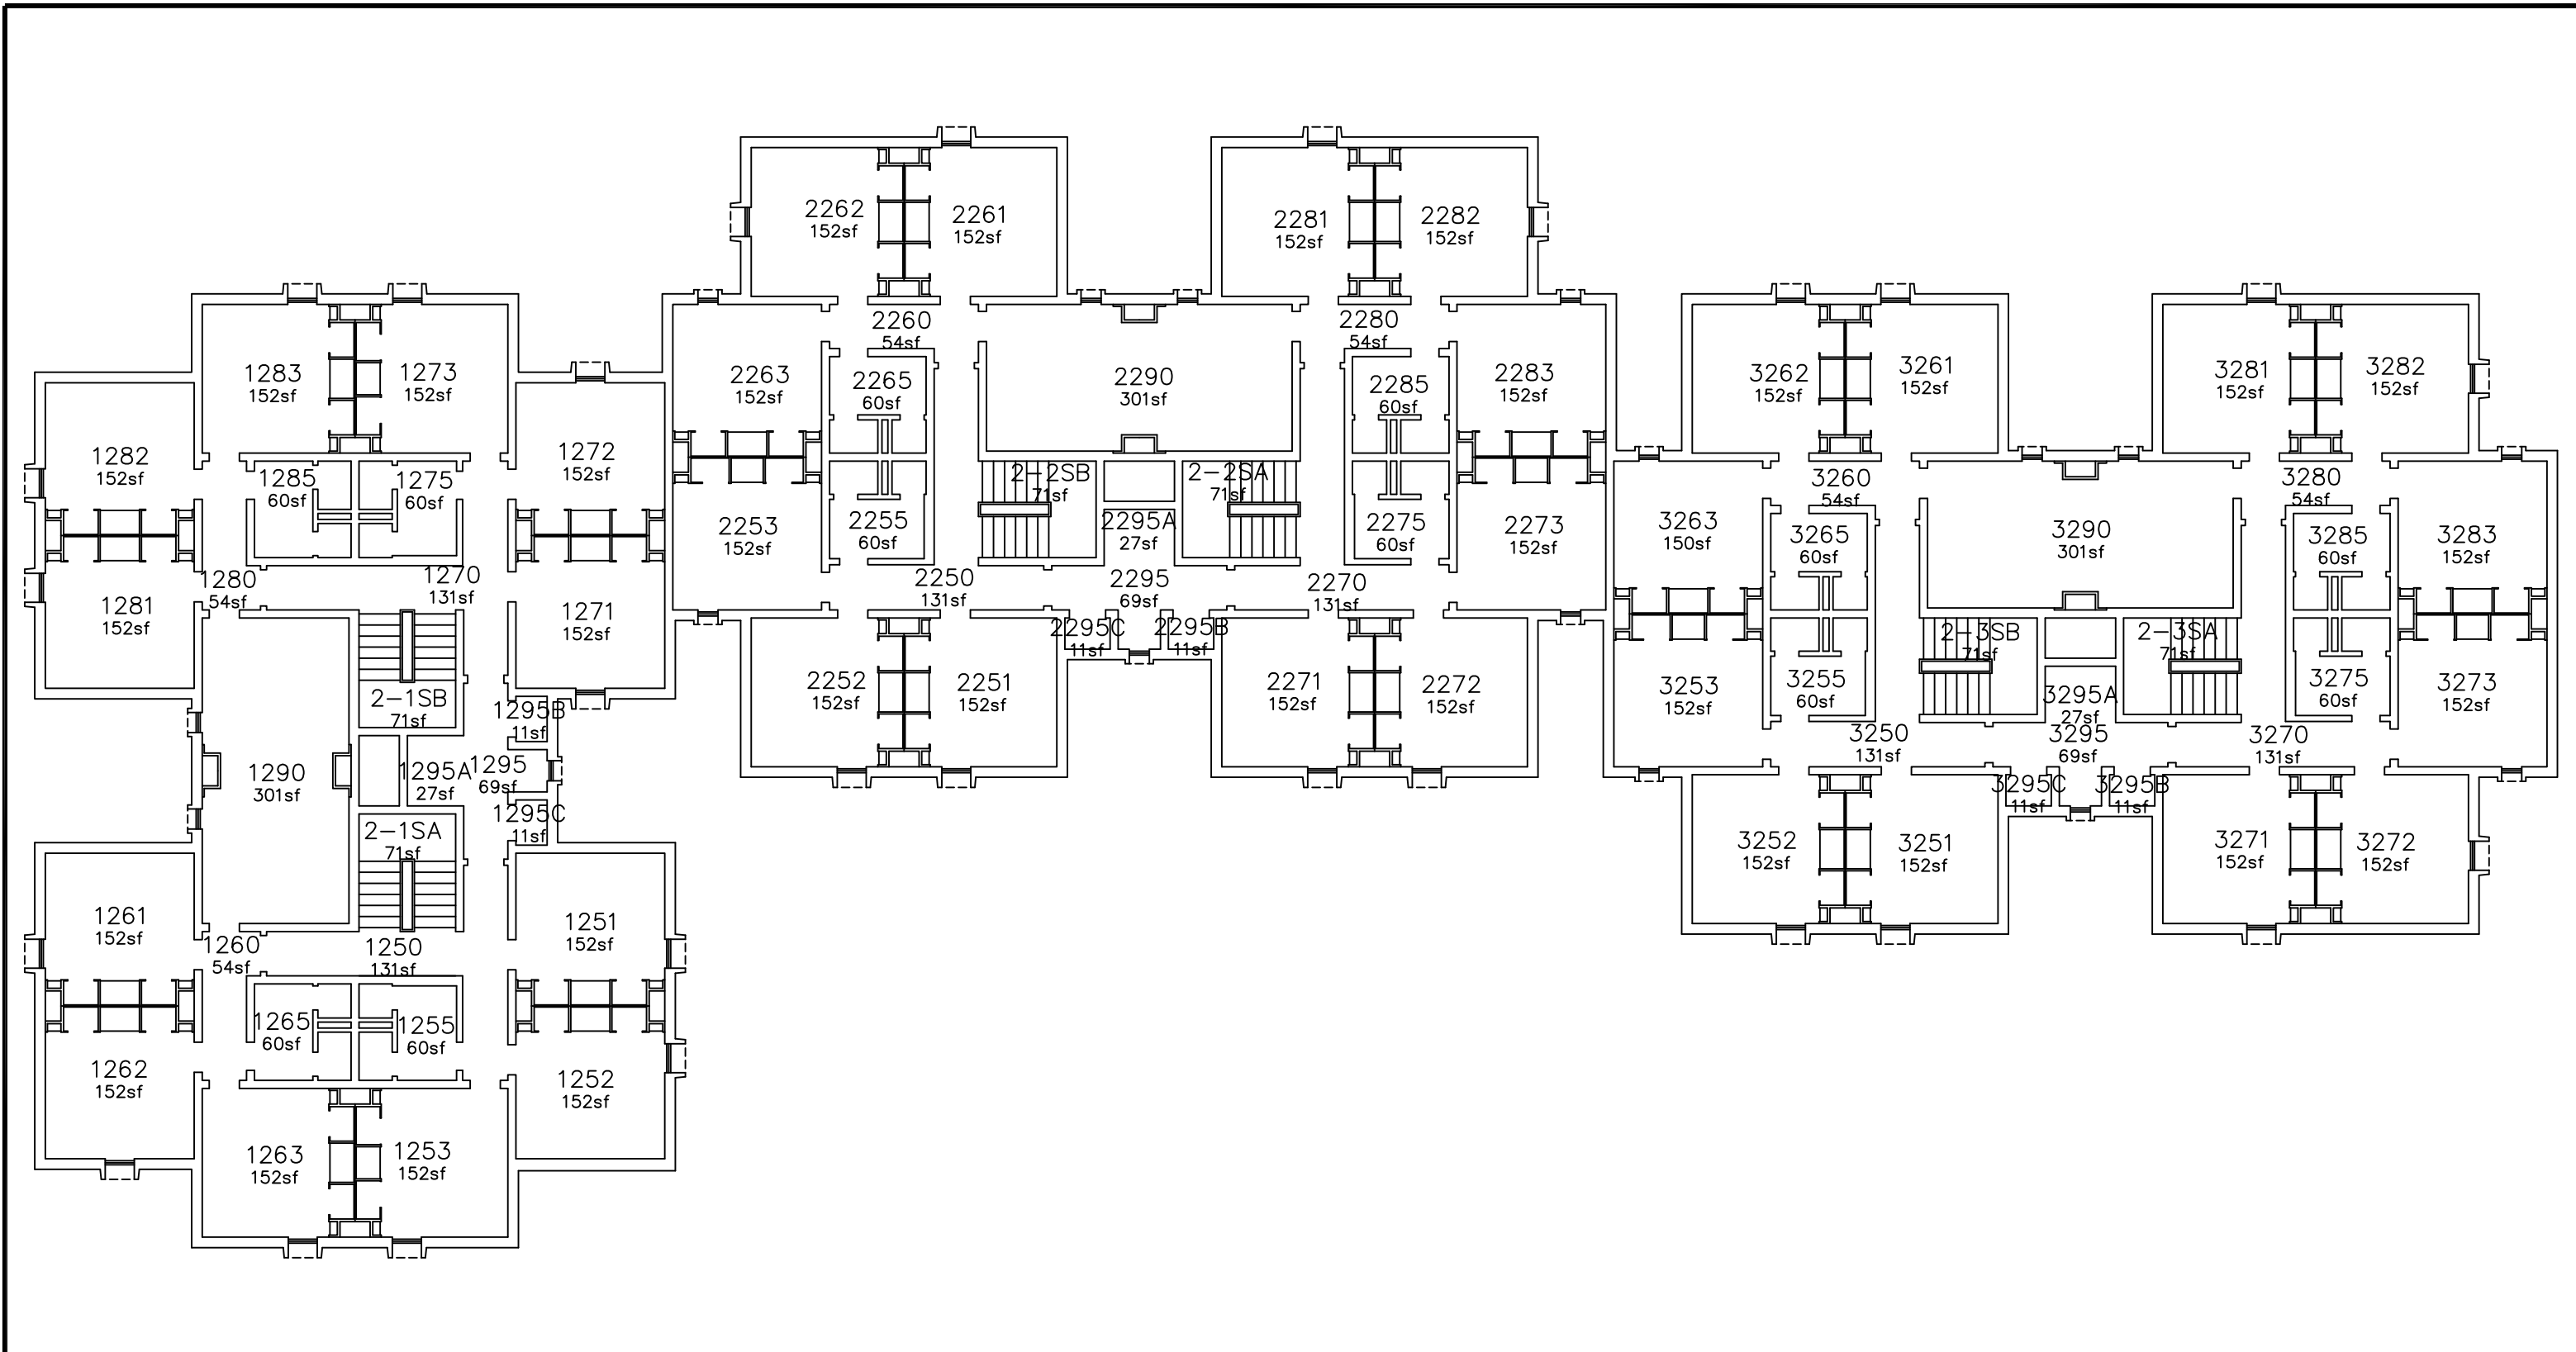 2262
152sf
2261
152sf
2281
152sf
2282
152sf
2260
54sf
2280
54sf
2263
152sf
2265
60sf
2290
301sf
2285
60sf
2283
152sf
2-2SB
71sf
2-2SA
71sf
2253
152sf
2255
60sf
2295A
27sf
2275
60sf
2273
152sf
2250
131sf
2295
69sf
2270
131sf
2295C
11sf
2295B
11sf
2252
152sf
2251
152sf
2271
152sf
2272
152sf
1283
152sf
1273
152sf
1282
152sf
1285
60sf
1275
60sf
1272
152sf
1280
54sf
1270
131sf
1281
152sf
1271
152sf
2-1SB
71sf
1295B
11sf
1290
301sf
1295A
27sf
1295
69sf
1295C
11sf
2-1SA
71sf
1261
152sf
1251
152sf
1260
54sf
1250
131sf
1265
60sf
1255
60sf
1262
152sf
1252
152sf
1263
152sf
1253
152sf
3262
152sf
3261
152sf
3281
152sf
3282
152sf
3260
54sf
3280
54sf
3263
150sf
3265
60sf
3290
301sf
3285
60sf
3283
152sf
2-3SB
71sf
2-3SA
71sf
3253
152sf
3255
60sf
3295A
27sf
3275
60sf
3273
152sf
3250
131sf
3295
69sf
3270
131sf
3295C
11sf
3295B
11sf
3252
152sf
3251
152sf
3271
152sf
3272
152sf